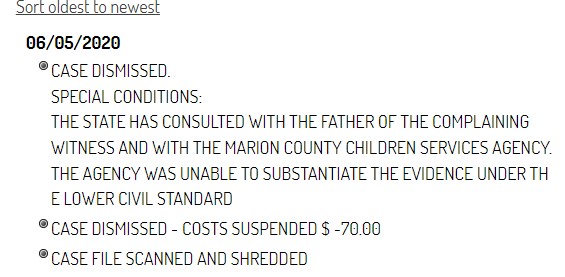 Sort oldest to newest
06/05/2020
CASE DISMISSED.
SPECIAL CONDITIONS:
THE STATE HAS CONSULTED WITH THE FATHER OF THE COMPLAINING
WITNESS AND WITH THE MARION COUNTY CHILDREN SERVICES AGENCY.
THE AGENCY WAS UNABLE TO SUBSTANTIATE THE EVIDENCE UNDER TH
E LOWER CIVIL STANDARD
CASE DISMISSED - COSTS SUSPENDED $ -70.00
CASE FILE SCANNED AND SHREDDED